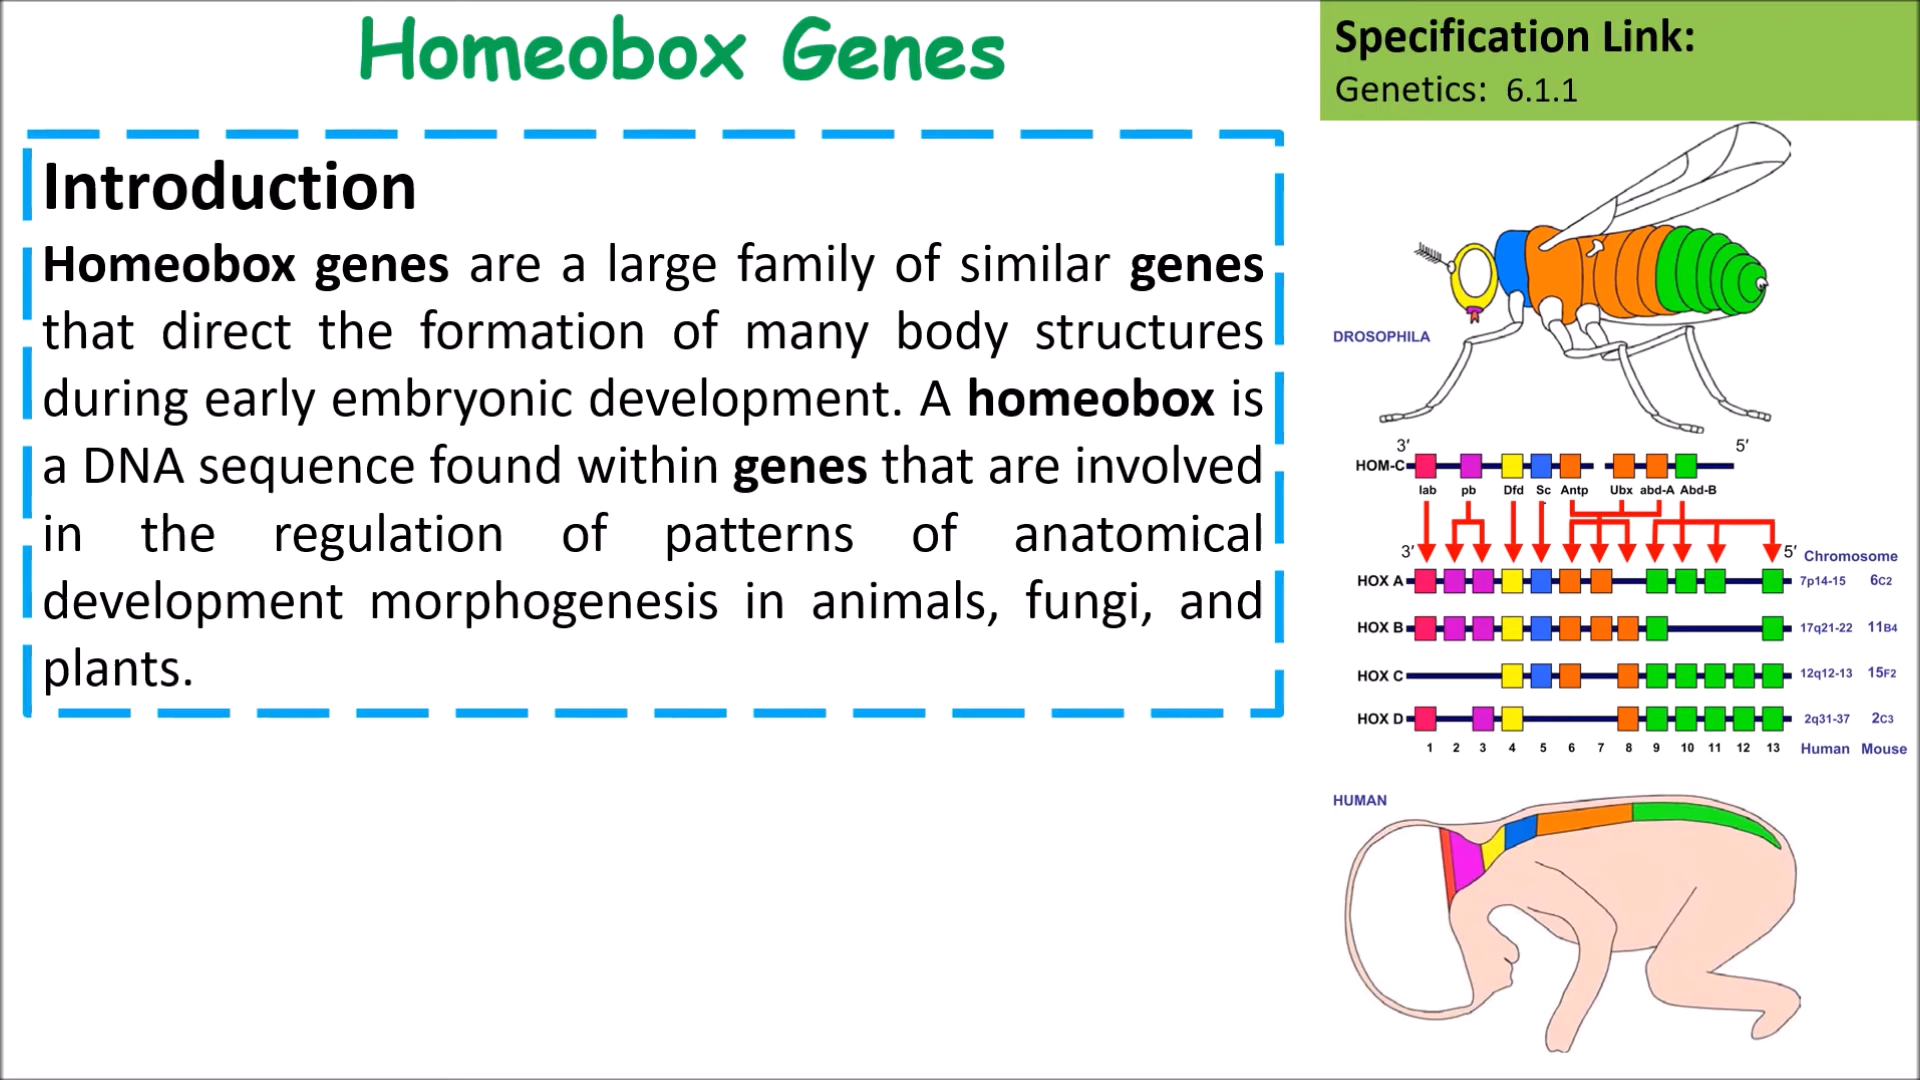 Homeobox Genes
Specification Link:
Genetics: 6.1.1
Introduction
Homeobox genes are a large family of similar genes
that direct the formation of many body structures
during early embryonic development. A homeobox is
a DNA sequence found within genes that are involved
in the regulation of patterns of anatomical
development morphogenesis in animals, fungi, and
plants.
DROSOPHILA
3′ 5′
HOM-C
lab pb Dfd Sc Antp Ubx abd-A Abd-B
3′ 5′ Chromosome
HOX A 7p14-15 6C2
HOX B 17q21-22 11B4
HOX C 12q12-13 15F2
HOX D 2q31-37 2C3
1 2 3 4 5 6 7 8 9 10 11 12 13 Human Mouse
HUMAN